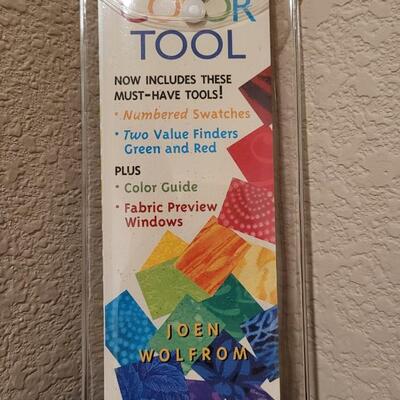 COLOR
TOOL
NOW INCLUDES THESE
MUST-HAVE TOOLS!
• Numbered Swatches
• Two Value Finders
Green and Red
PLUS
• Color Guide
• Fabric Preview
Windows
JOEN
WOLFROM